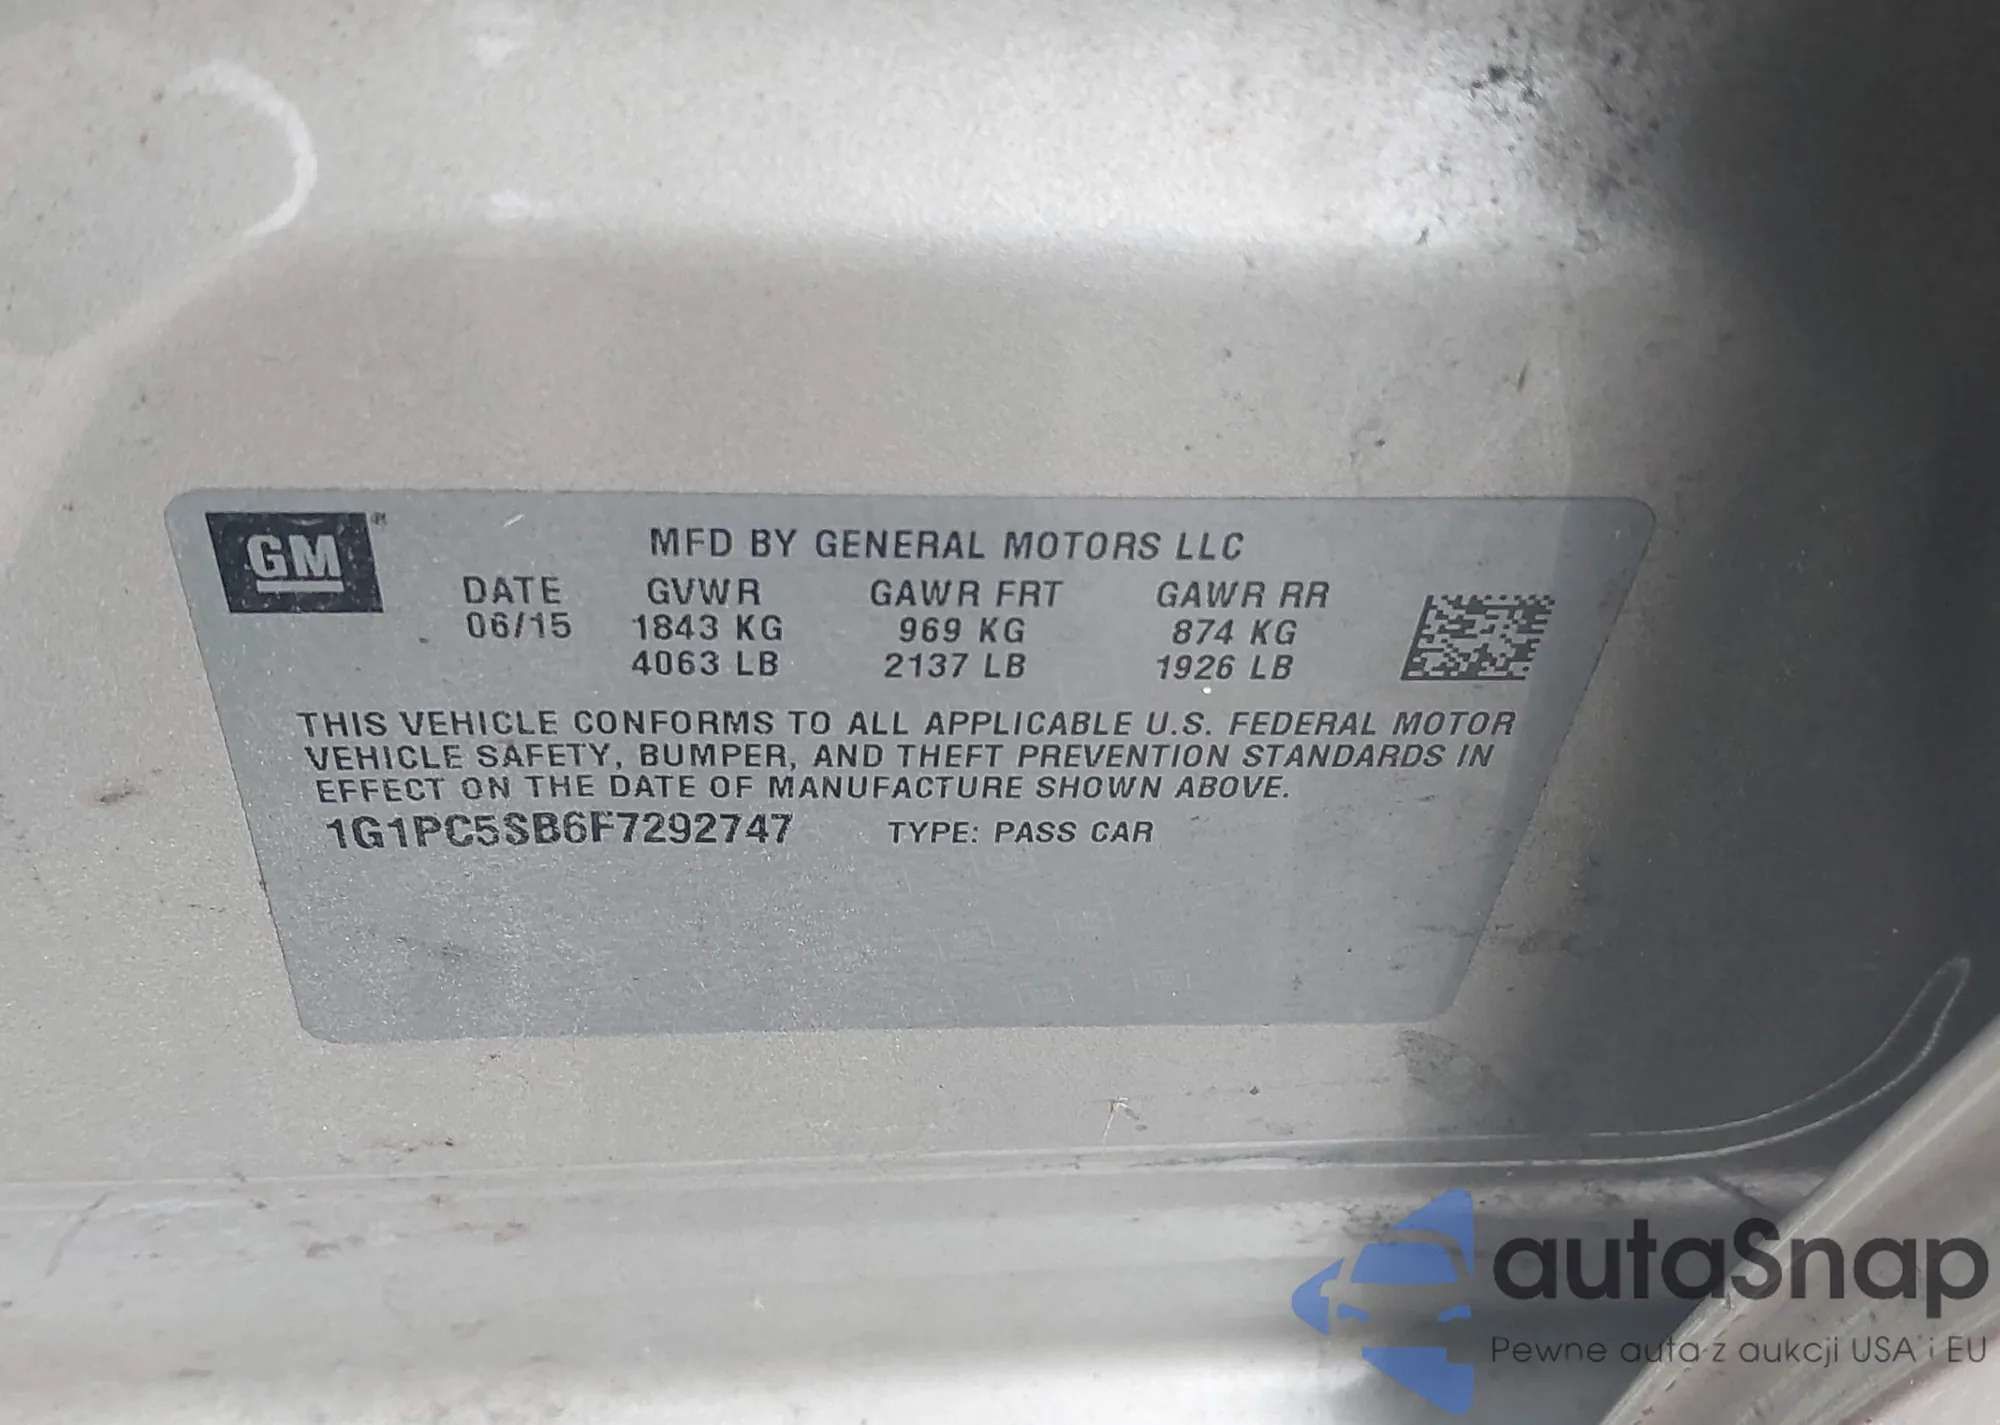 GM®
MFD BY GENERAL MOTORS LLC
DATE GVWR GAWR FRT GAWR RR
06/15 1843 KG 969 KG 874 KG
4063 LB 2137 LB 1926 LB
THIS VEHICLE CONFORMS TO ALL APPLICABLE U.S. FEDERAL MOTOR
VEHICLE SAFETY, BUMPER, AND THEFT PREVENTION STANDARDS IN
EFFECT ON THE DATE OF MANUFACTURE SHOWN ABOVE.
1G1PC5SB6F7292747 TYPE: PASS CAR
autaSnap
Pewne auta z aukcji USA i EU